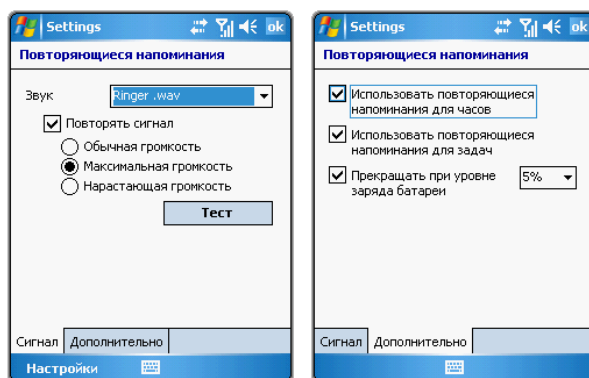 Settings
ok
Повторяющиеся напоминания
Звук
Ringer .wav
Повторять сигнал
Обычная громкость
Максимальная громкость
Нарастающая громкость
Тест
Сигнал
Дополнительно
Настройки
Settings
ok
Повторяющиеся напоминания
Использовать повторяющиеся
напоминания для часов
Использовать повторяющиеся
напоминания для задач
Прекращать при уровне
заряда батареи
5%
Сигнал
Дополнительно